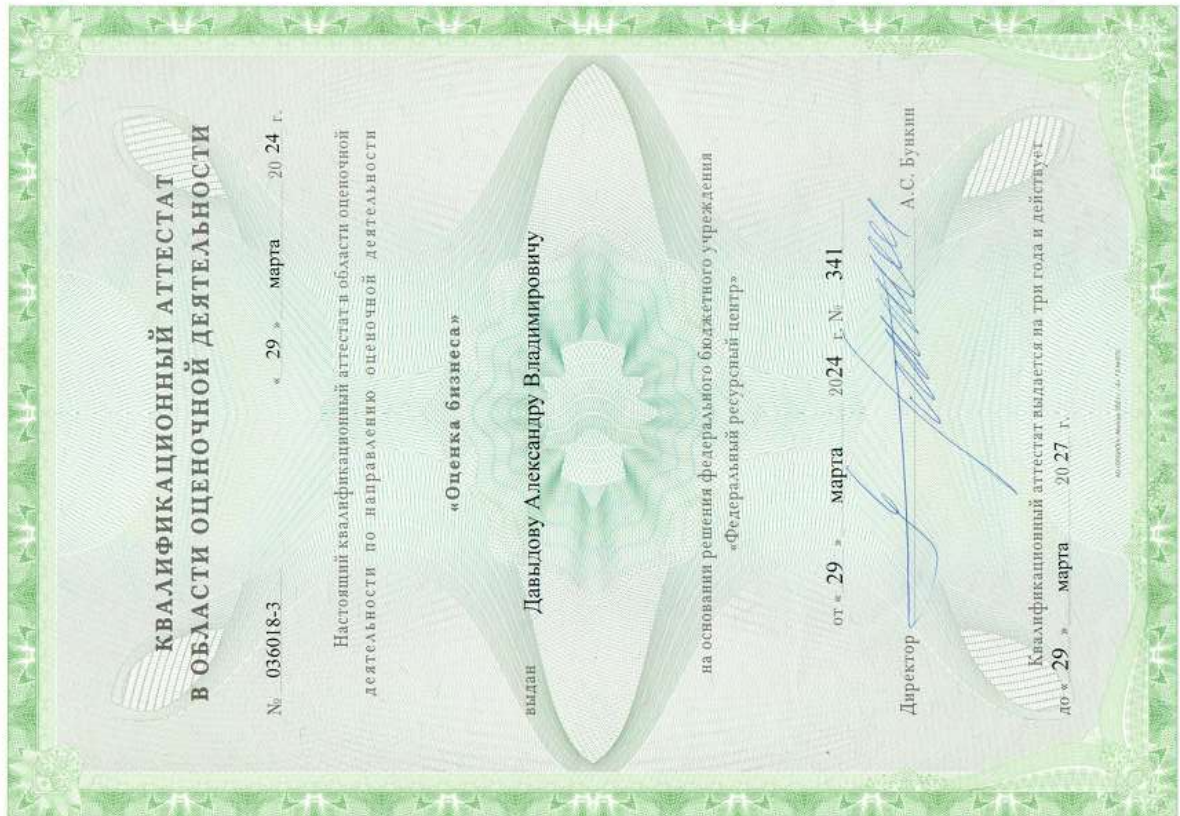 КВАЛИФИКАЦИОННЫЙ АТТЕСТАТ
В ОБЛАСТИ ОЦЕНОЧНОЙ ДЕЯТЕЛЬНОСТИ
№ 036018-3 « 29 » марта 20 24 г.
Настоящий квалификационный аттестат в области оценочной
деятельности по направлению оценочной деятельности
«Оценка бизнеса»
выдан Давыдову Александру Владимировичу
на основании решения федерального бюджетного учреждения
«Федеральный ресурсный центр»
от « 29 » марта 2024 г. № 341
Директор А.С. Бункин
Квалификационный аттестат выдается на три года и действует
до « 29 » марта 20 27 г.